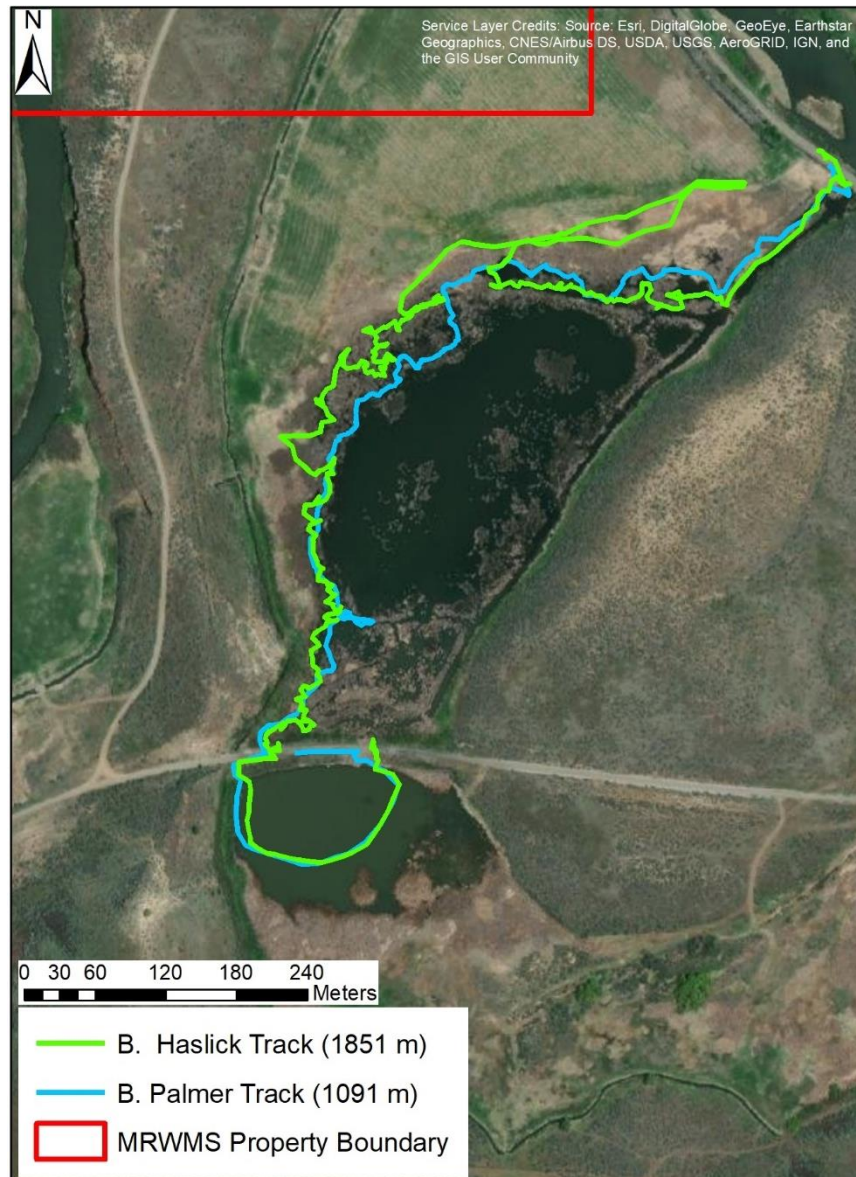 N
Service Layer Credits: Source: Esri, DigitalGlobe, GeoEye, Earthstar
Geographics, CNES/Airbus DS, USDA, USGS, AeroGRID, IGN, and
the GIS User Community
0 30 60 120 180 240
Meters
B. Haslick Track (1851 m)
B. Palmer Track (1091 m)
MRWMS Property Boundary